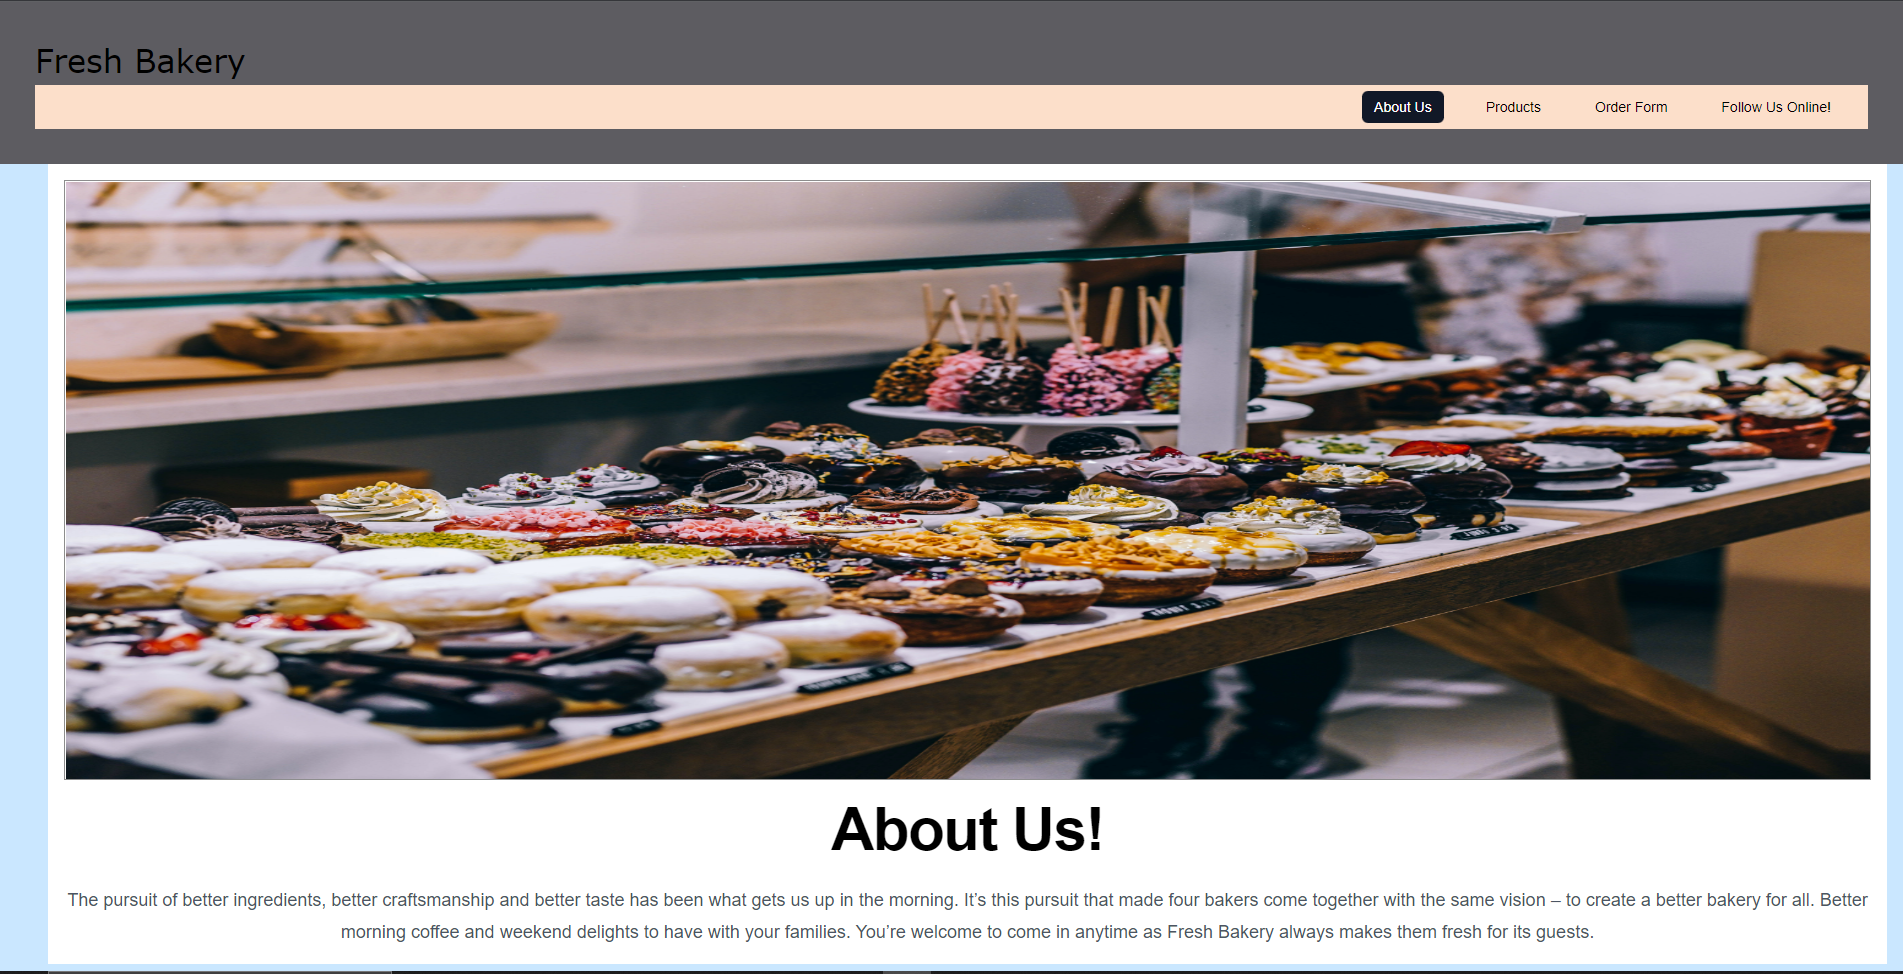 Fresh Bakery
About Us Products Order Form Follow Us Online!
About Us!
The pursuit of better ingredients, better craftsmanship and better taste has been what gets us up in the morning. It’s this pursuit that made four bakers come together with the same vision – to create a better bakery for all. Better
morning coffee and weekend delights to have with your families. You’re welcome to come in anytime as Fresh Bakery always makes them fresh for its guests.